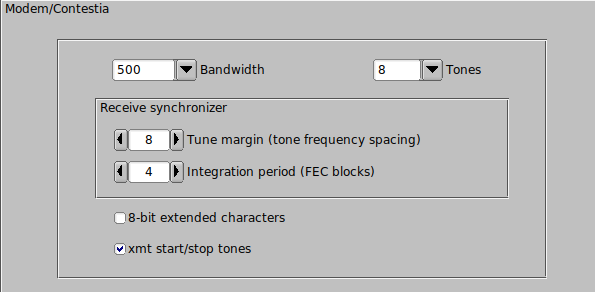 Modem/Contestia
500 Bandwidth 8 Tones
Receive synchronizer
8 Tune margin (tone frequency spacing)
4 Integration period (FEC blocks)
8-bit extended characters
xmt start/stop tones